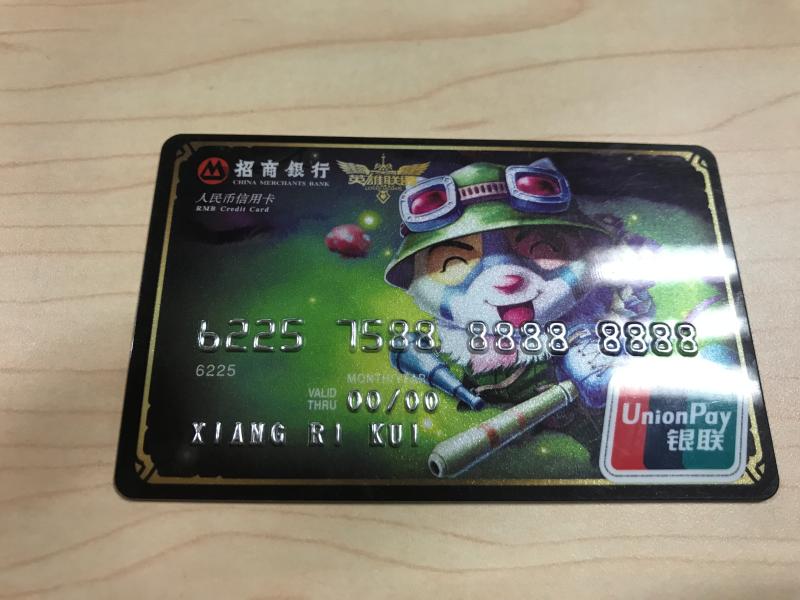 招商銀行
CHINA MERCHANTS BANK
人民币信用卡
RMB Credit Card
英雄联盟
6225 7588 8888 8888
6225
MONTH/YEAR
VALID THRU 00/00
XIANG RI KUI
UnionPay
银联